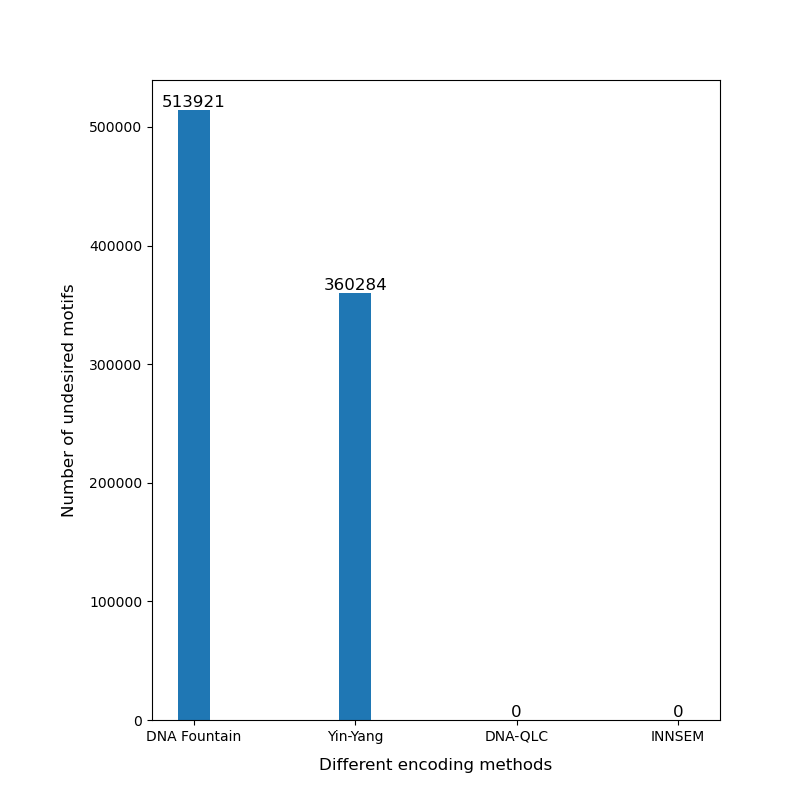 513921
500000
400000
360284
300000
200000
100000
0
0
0
DNA Fountain
Yin-Yang
DNA-QLC
INNSEM
Different encoding methods
Number of undesired motifs